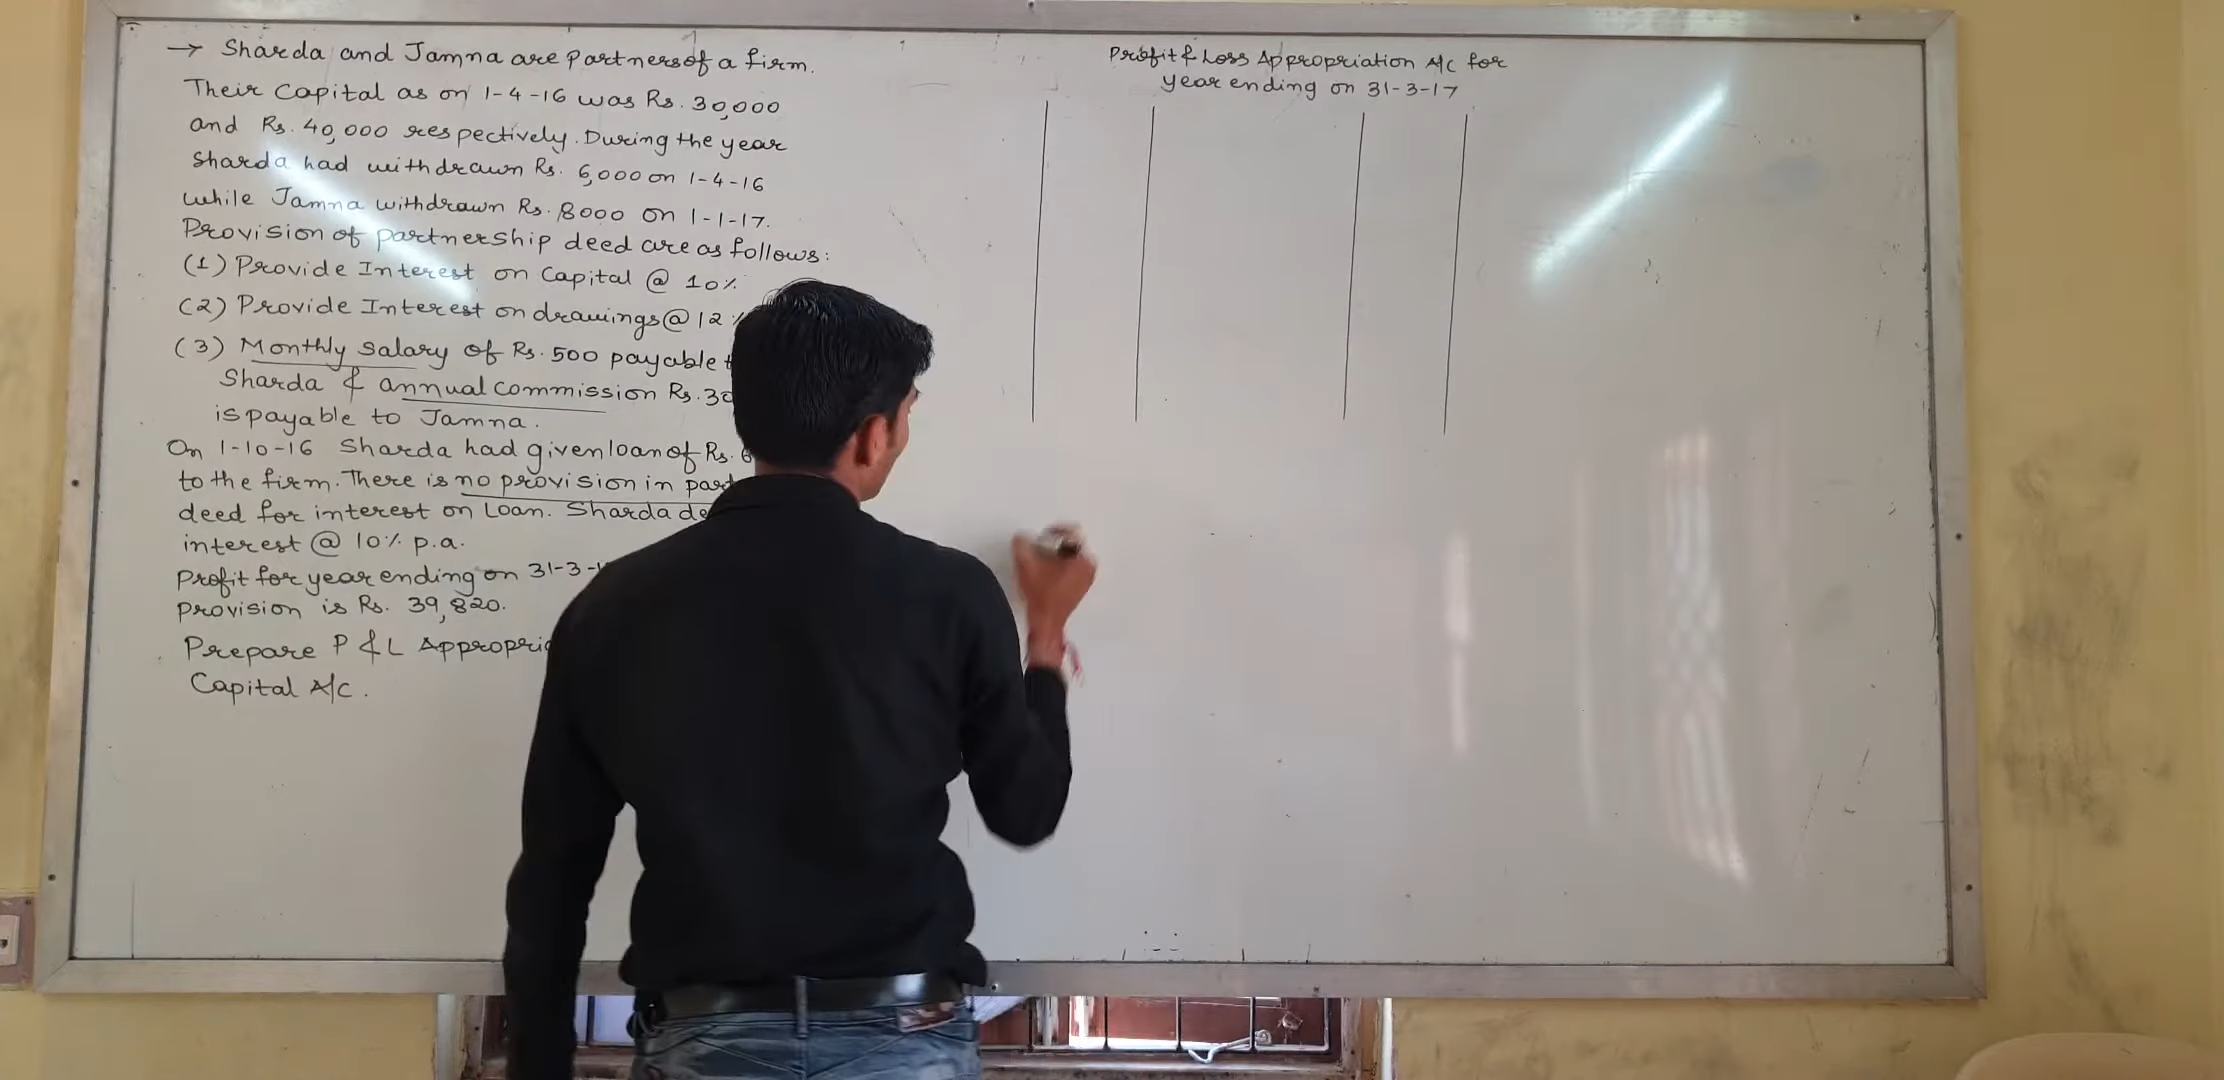 → Sharda and Jamna are Partners of a firm.
Their Capital as on 1-4-16 was Rs. 30,000
and Rs. 40,000 respectively. During the year
Sharda had withdrawn Rs. 6,000 on 1-4-16
while Jamna withdrawn Rs. 8000 on 1-1-17.
Provision of partnership deed are as follows:
(1) Provide Interest on Capital @ 10%
(2) Provide Interest on drawings @ 12%
(3) Monthly Salary of Rs. 500 payable
Sharda & annual commission Rs. 30
is payable to Jamna.
On 1-10-16 Sharda had given loan of Rs. 6
to the firm. There is no provision in part
deed for interest on Loan. Sharda de
interest @ 10% p.a.
Profit for year ending on 31-3-1
provision is Rs. 39,820.
Prepare P & L Appropria
Capital A/C.
Profit & Loss Appropriation A/C for
year ending on 31-3-17